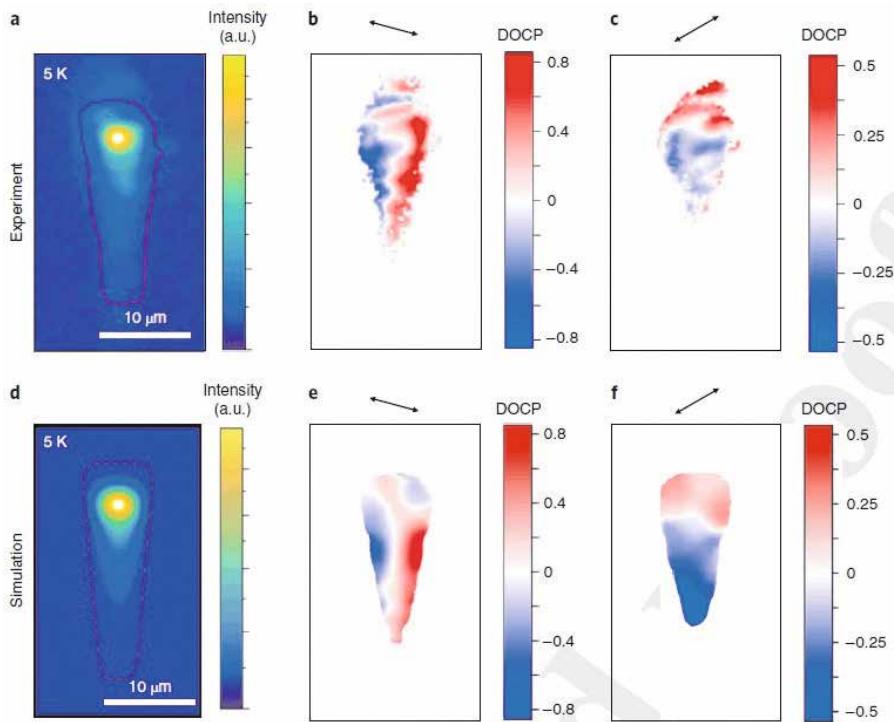 a
Intensity
(a.u.)
5 K
10 μm
Experiment
b
DOCP
0.8
0.4
0
−0.4
−0.8
c
DOCP
0.5
0.25
0
−0.25
−0.5
d
Intensity
(a.u.)
5 K
10 μm
Simulation
e
DOCP
0.8
0.4
0
−0.4
−0.8
f
DOCP
0.5
0.25
0
−0.25
−0.5